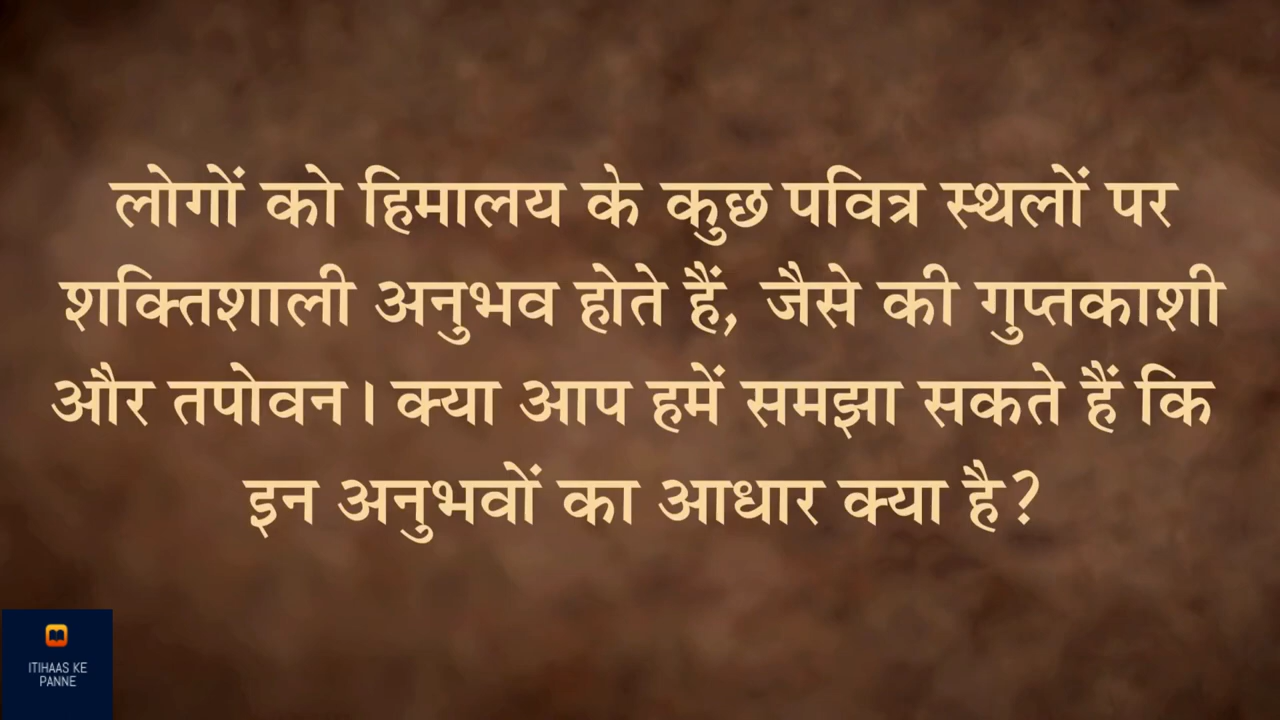 लोगों को हिमालय के कुछ पवित्र स्थलों पर
शक्तिशाली अनुभव होते हैं, जैसे की गुप्तकाशी
और तपोवन। क्या आप हमें समझा सकते हैं कि
इन अनुभवों का आधार क्या है?
ITIHAAS KE
PANNE